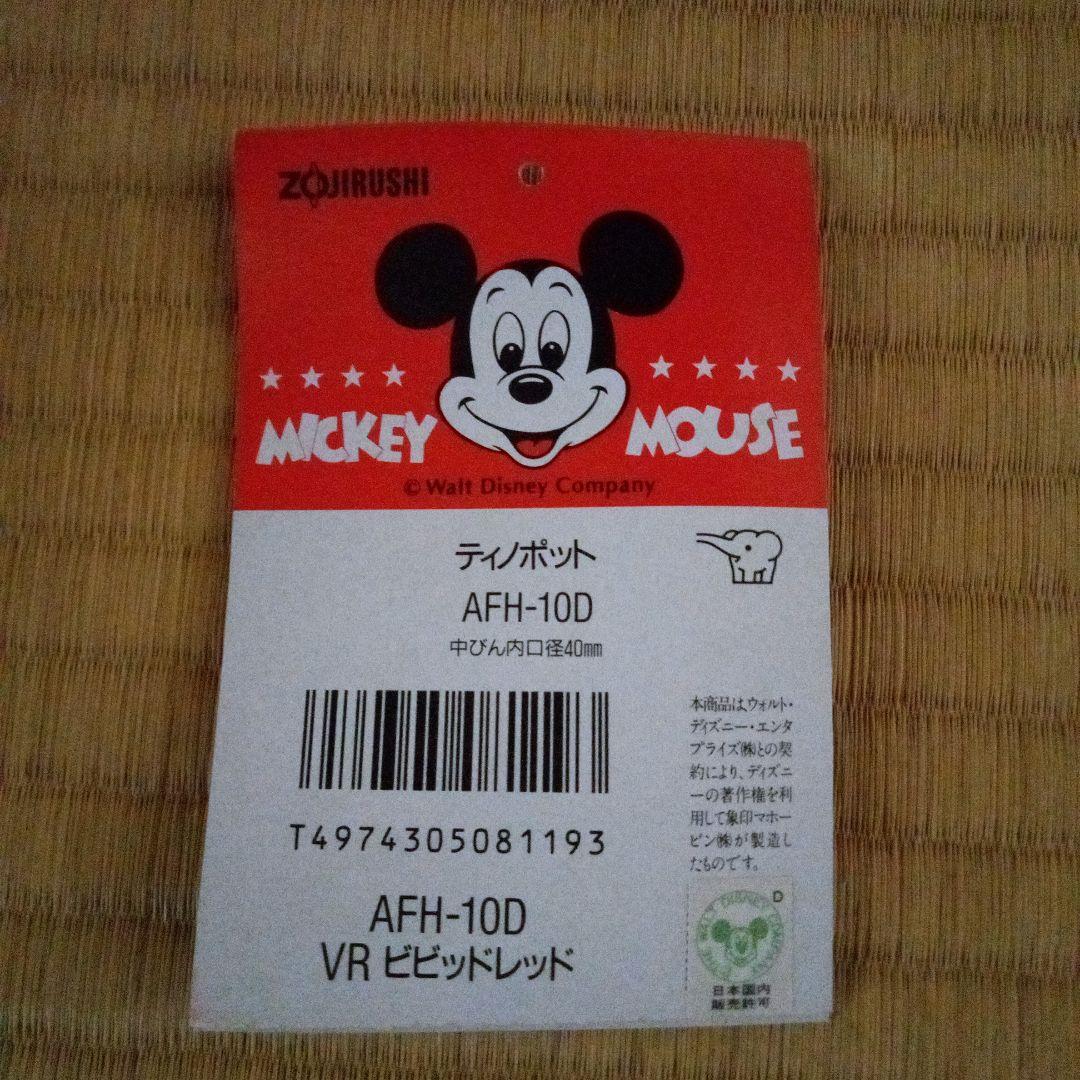 ZOJIRUSHI
MICKEY MOUSE
© Walt Disney Company
ティノポット
AFH-10D
中びん内口径40mm
T4974305081193
AFH-10D
VR ビビッドレッド
本商品は、ウォルト・
ディズニー・エンタ
プライズ㈱との契
約により、ディズニ
ーの著作権を利
用して象印マホー
ビン㈱が製造し
たものです。
D
WALT DISNEY COMPANY
日本国内
販売許可